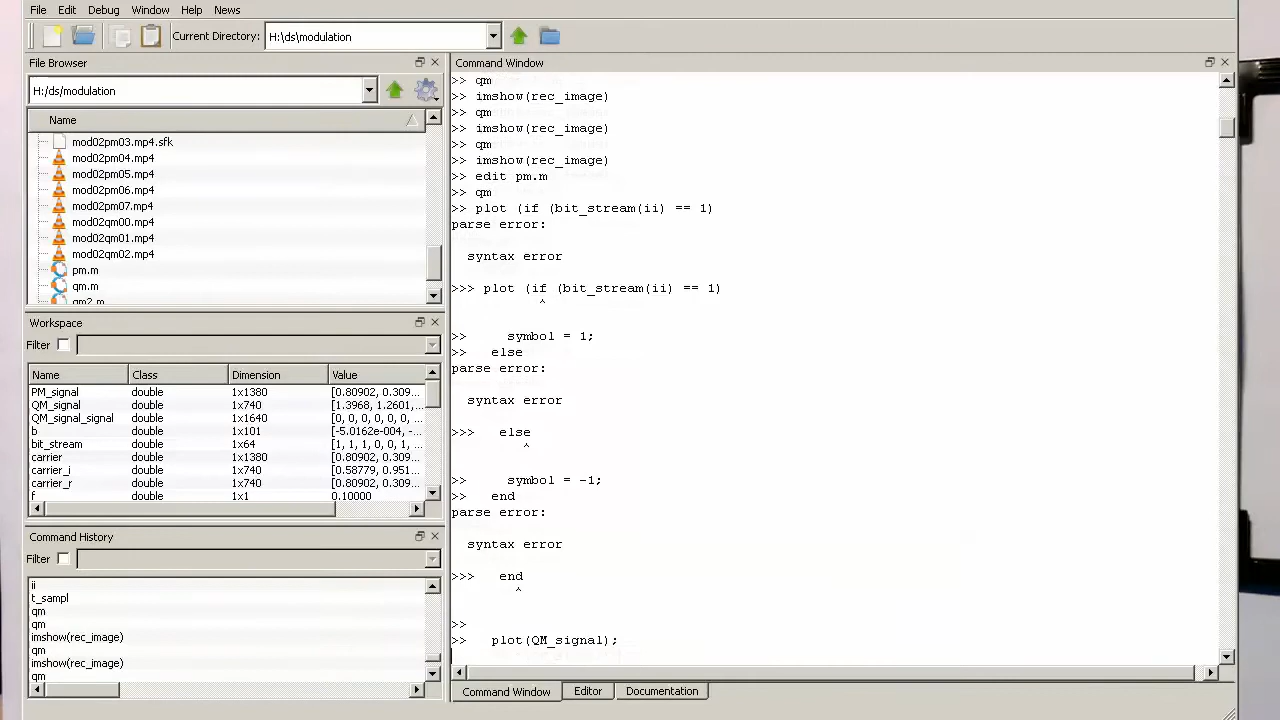 File Edit Debug Window Help News
Current Directory: H:\ds\modulation
File Browser
H:/ds/modulation
Name
mod02pm03.mp4.sfk
mod02pm04.mp4
mod02pm05.mp4
mod02pm06.mp4
mod02pm07.mp4
mod02qm00.mp4
mod02qm01.mp4
mod02qm02.mp4
pm.m
qm.m
qm2.m
Workspace
Filter
Name Class Dimension Value
PM_signal double 1x1380 [0.80902, 0.309...
QM_signal double 1x740 [1.3968, 1.2601,...
QM_signal_signal double 1x1640 [0,0,0,0,0,0,...
b double 1x101 [-5.0162e-004, -...
bit_stream double 1x64 [1, 1, 1, 0, 0, 1, ...
carrier double 1x1380 [0.80902, 0.309...
carrier_i double 1x740 [0.58779, 0.951...
carrier_r double 1x740 [0.80902, 0.309...
f double 1x1 0.10000
Command History
Filter
ii
t_sampl
qm
qm
imshow(rec_image)
qm
imshow(rec_image)
qm
Command Window
>> qm
>> imshow(rec_image)
>> qm
>> imshow(rec_image)
>> qm
>> imshow(rec_image)
>> edit pm.m
>> qm
>> plot (if (bit_stream(ii) == 1)
parse error:
syntax error
>>> plot (if (bit_stream(ii) == 1)
^
>> symbol = 1;
>> else
parse error:
syntax error
>>> else
^
>> symbol = -1;
>> end
parse error:
syntax error
>>> end
^
>>
>> plot(QM_signal);
Command Window Editor Documentation